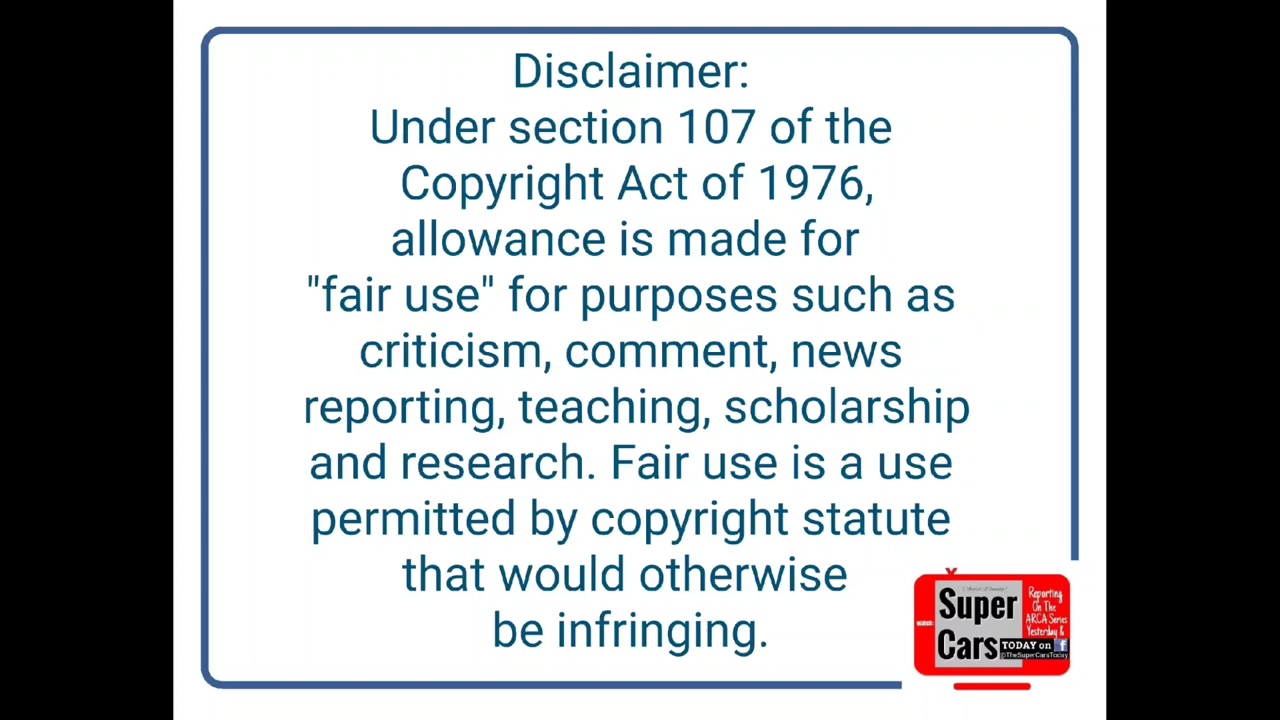 Disclaimer:
Under section 107 of the
Copyright Act of 1976,
allowance is made for
"fair use" for purposes such as
criticism, comment, news
reporting, teaching, scholarship
and research. Fair use is a use
permitted by copyright statute
that would otherwise
be infringing.
Super
Cars
Reporting
On The
ARCA Series
Yesterday &
TODAY on f
@TheSuperCarsToday